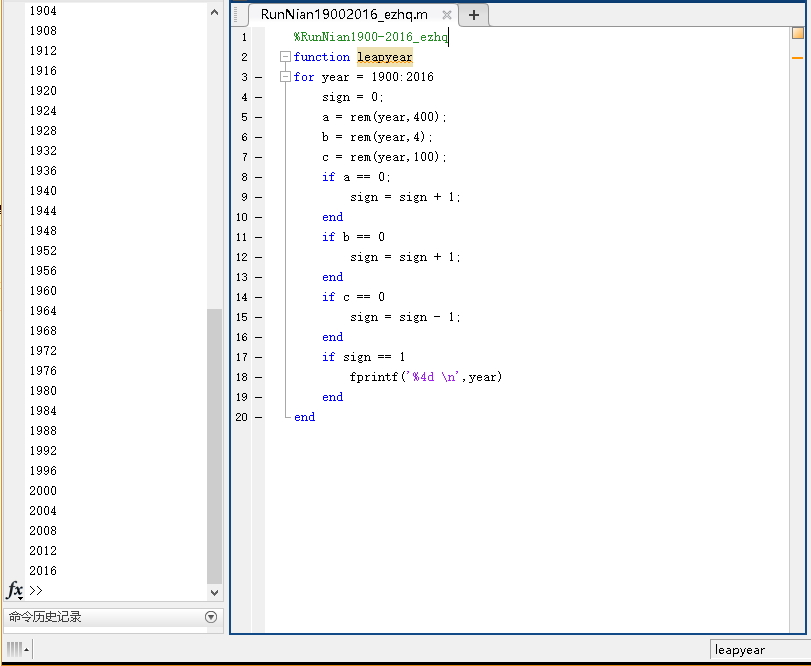 1904
1908
1912
1916
1920
1924
1928
1932
1936
1940
1944
1948
1952
1956
1960
1964
1968
1972
1976
1980
1984
1988
1992
1996
2000
2004
2008
2012
2016
fx >>
命令历史记录
RunNian19002016_ezhq.m × +
1 %RunNian1900-2016_ezhq
2 function leapyear
3 – for year = 1900:2016
4 – sign = 0;
5 – a = rem(year,400);
6 – b = rem(year,4);
7 – c = rem(year,100);
8 – if a == 0;
9 – sign = sign + 1;
10 – end
11 – if b == 0
12 – sign = sign + 1;
13 – end
14 – if c == 0
15 – sign = sign - 1;
16 – end
17 – if sign == 1
18 – fprintf('%4d \n',year)
19 – end
20 – end
leapyear